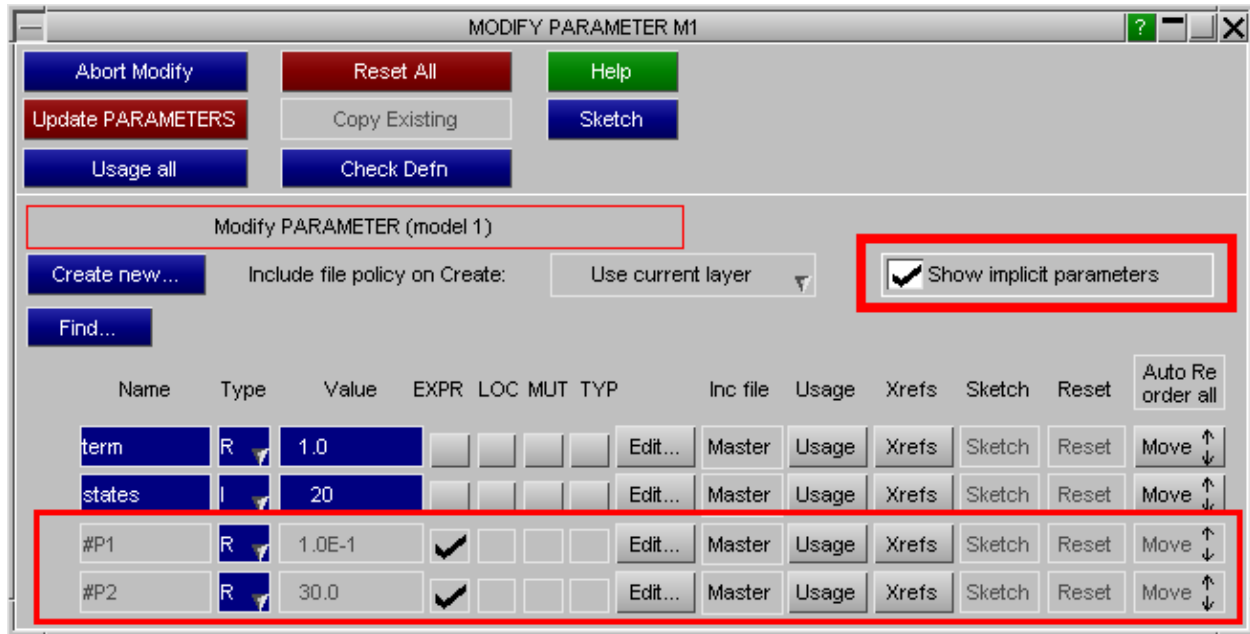 MODIFY PARAMETER M1 ?
Abort Modify Reset All Help
Update PARAMETERS Copy Existing Sketch
Usage all Check Defn
Modify PARAMETER (model 1)
Create new... Include file policy on Create: Use current layer Show implicit parameters
Find...
Name Type Value EXPR LOC MUT TYP Inc file Usage Xrefs Sketch Reset Auto Re
order all
term R 1.0 Edit... Master Usage Xrefs Sketch Reset Move
states I 20 Edit... Master Usage Xrefs Sketch Reset Move
#P1 R 1.0E-1 Edit... Master Usage Xrefs Sketch Reset Move
#P2 R 30.0 Edit... Master Usage Xrefs Sketch Reset Move